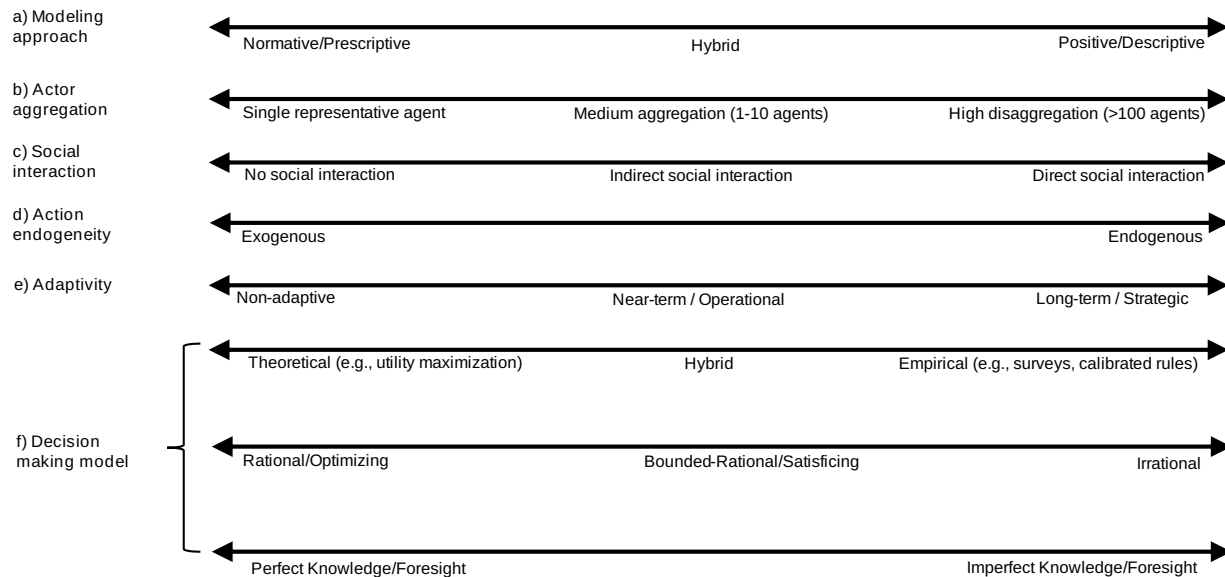 a) Modeling
approach
Normative/Prescriptive Hybrid Positive/Descriptive
b) Actor
aggregation
Single representative agent Medium aggregation (1-10 agents) High disaggregation (>100 agents)
c) Social
interaction
No social interaction Indirect social interaction Direct social interaction
d) Action
endogeneity
Exogenous Endogenous
e) Adaptivity
Non-adaptive Near-term / Operational Long-term / Strategic
Theoretical (e.g., utility maximization) Hybrid Empirical (e.g., surveys, calibrated rules)
f) Decision
making model
Rational/Optimizing Bounded-Rational/Satisficing Irrational
Perfect Knowledge/Foresight Imperfect Knowledge/Foresight